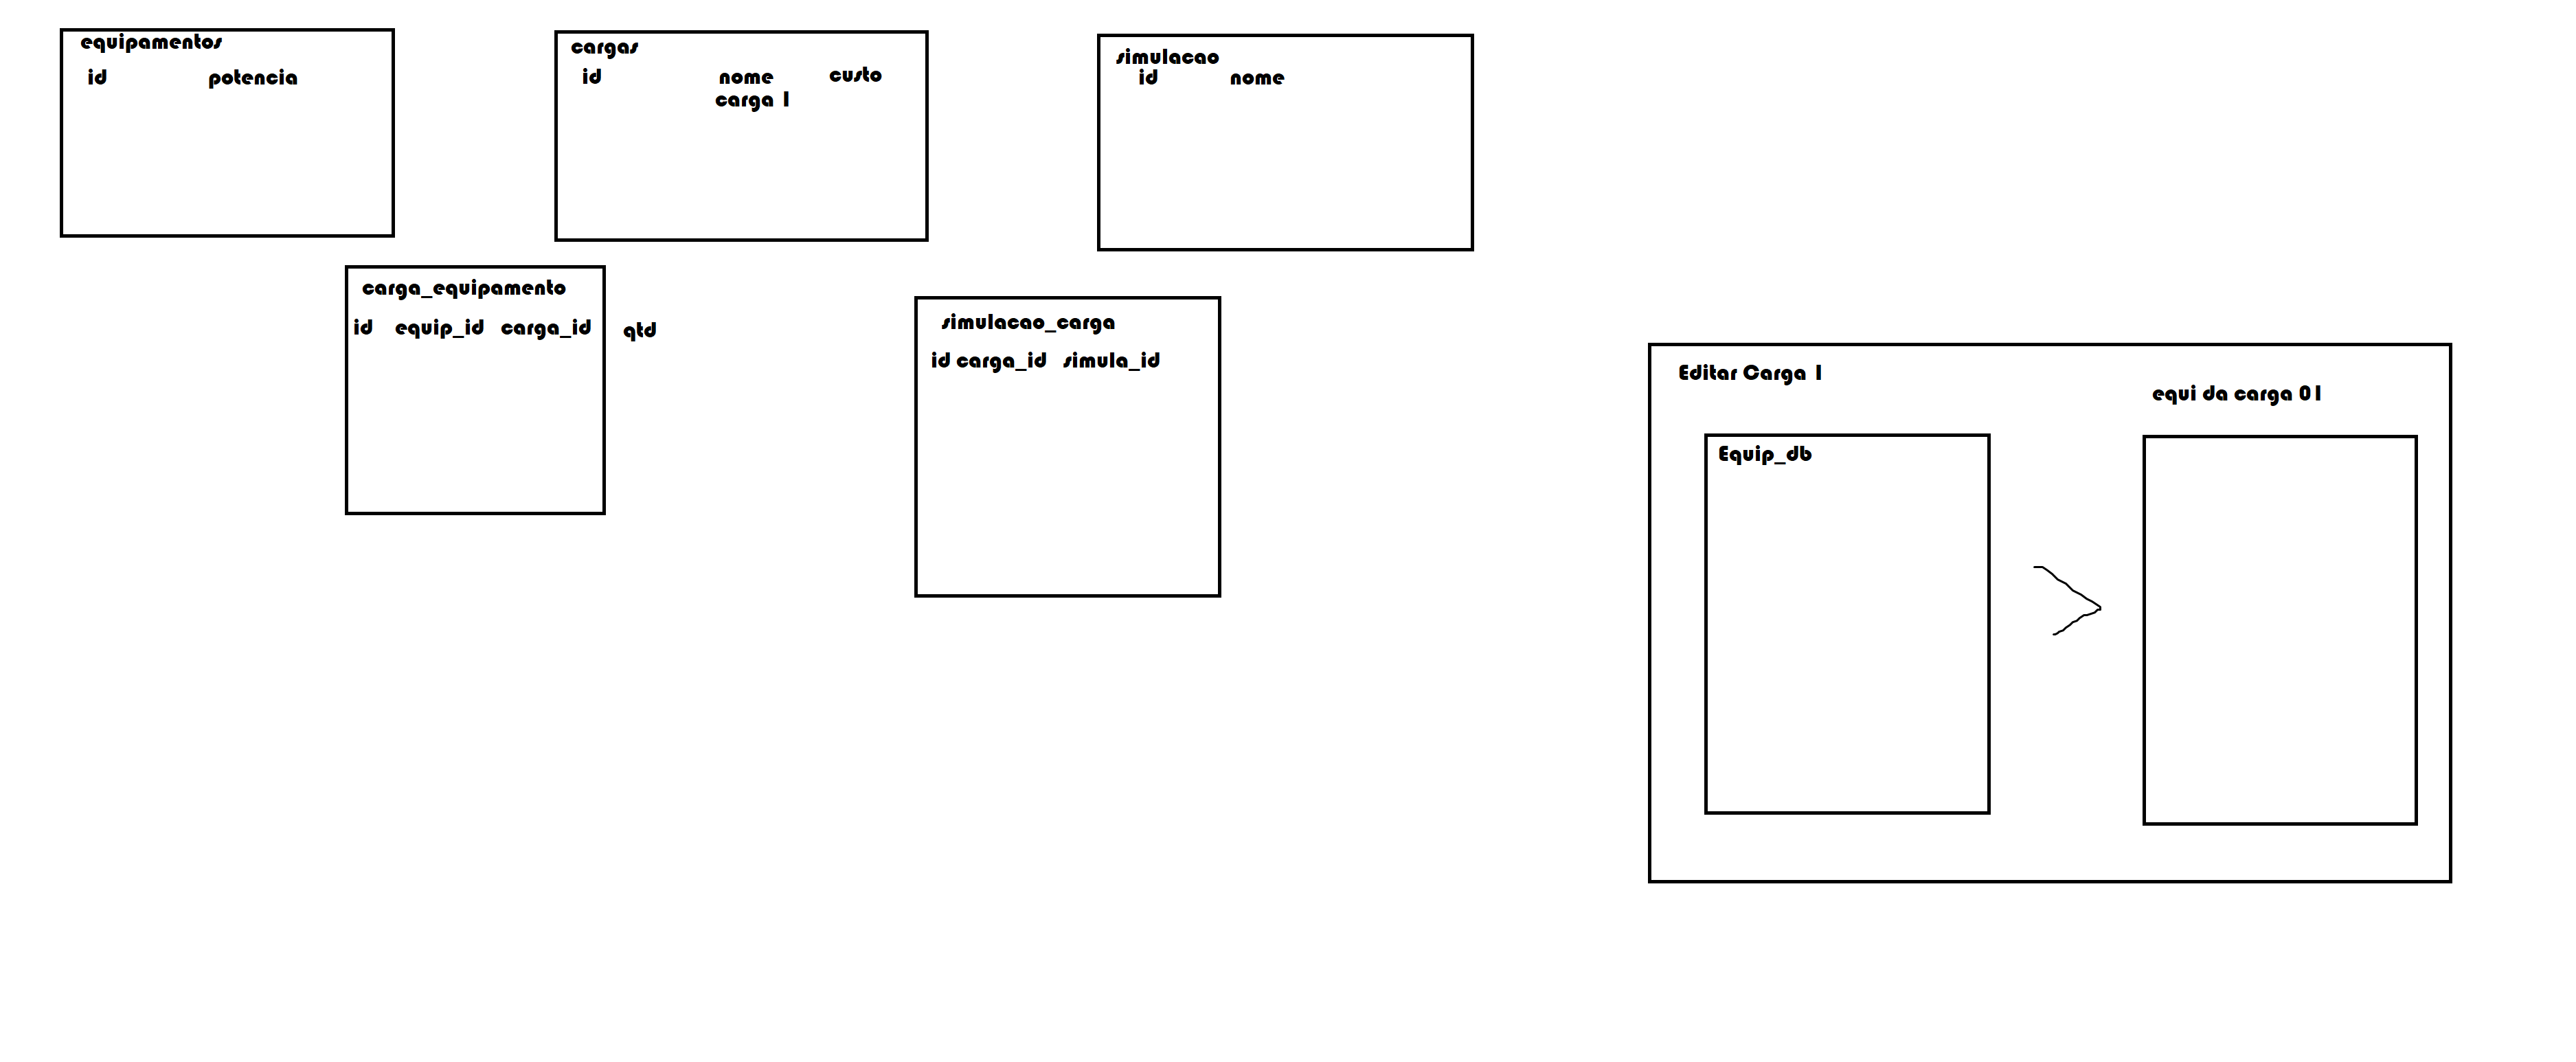 equipamentos
id potencia
cargas
id nome custo
carga 1
simulacao
id nome
carga_equipamento
id equip_id carga_id qtd
simulacao_carga
id carga_id simula_id
Editar Carga 1
equi da carga 01
Equip_db